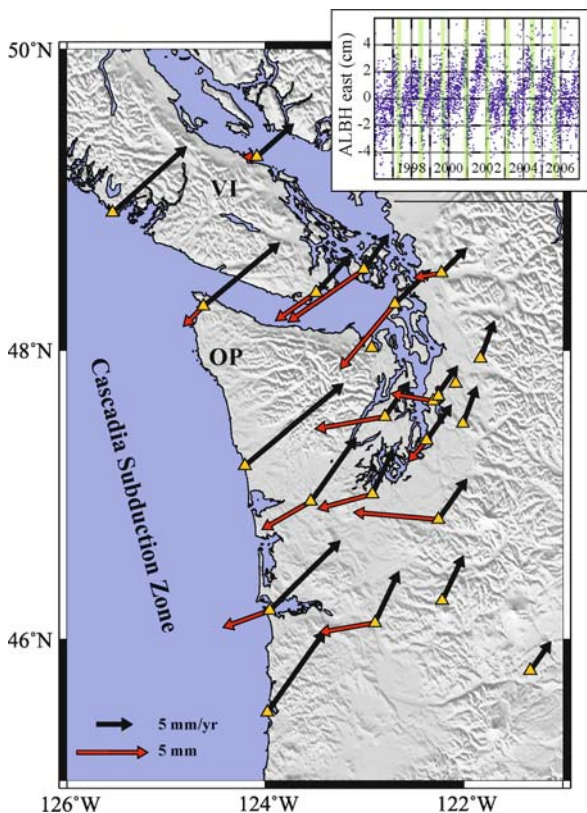 50°N
48°N
46°N
126°W
124°W
122°W
VI
OP
Cascadia Subduction Zone
5 mm/yr
5 mm
ALBH east (cm)
4
2
0
-2
-4
1998
2000
2002
2004
2006